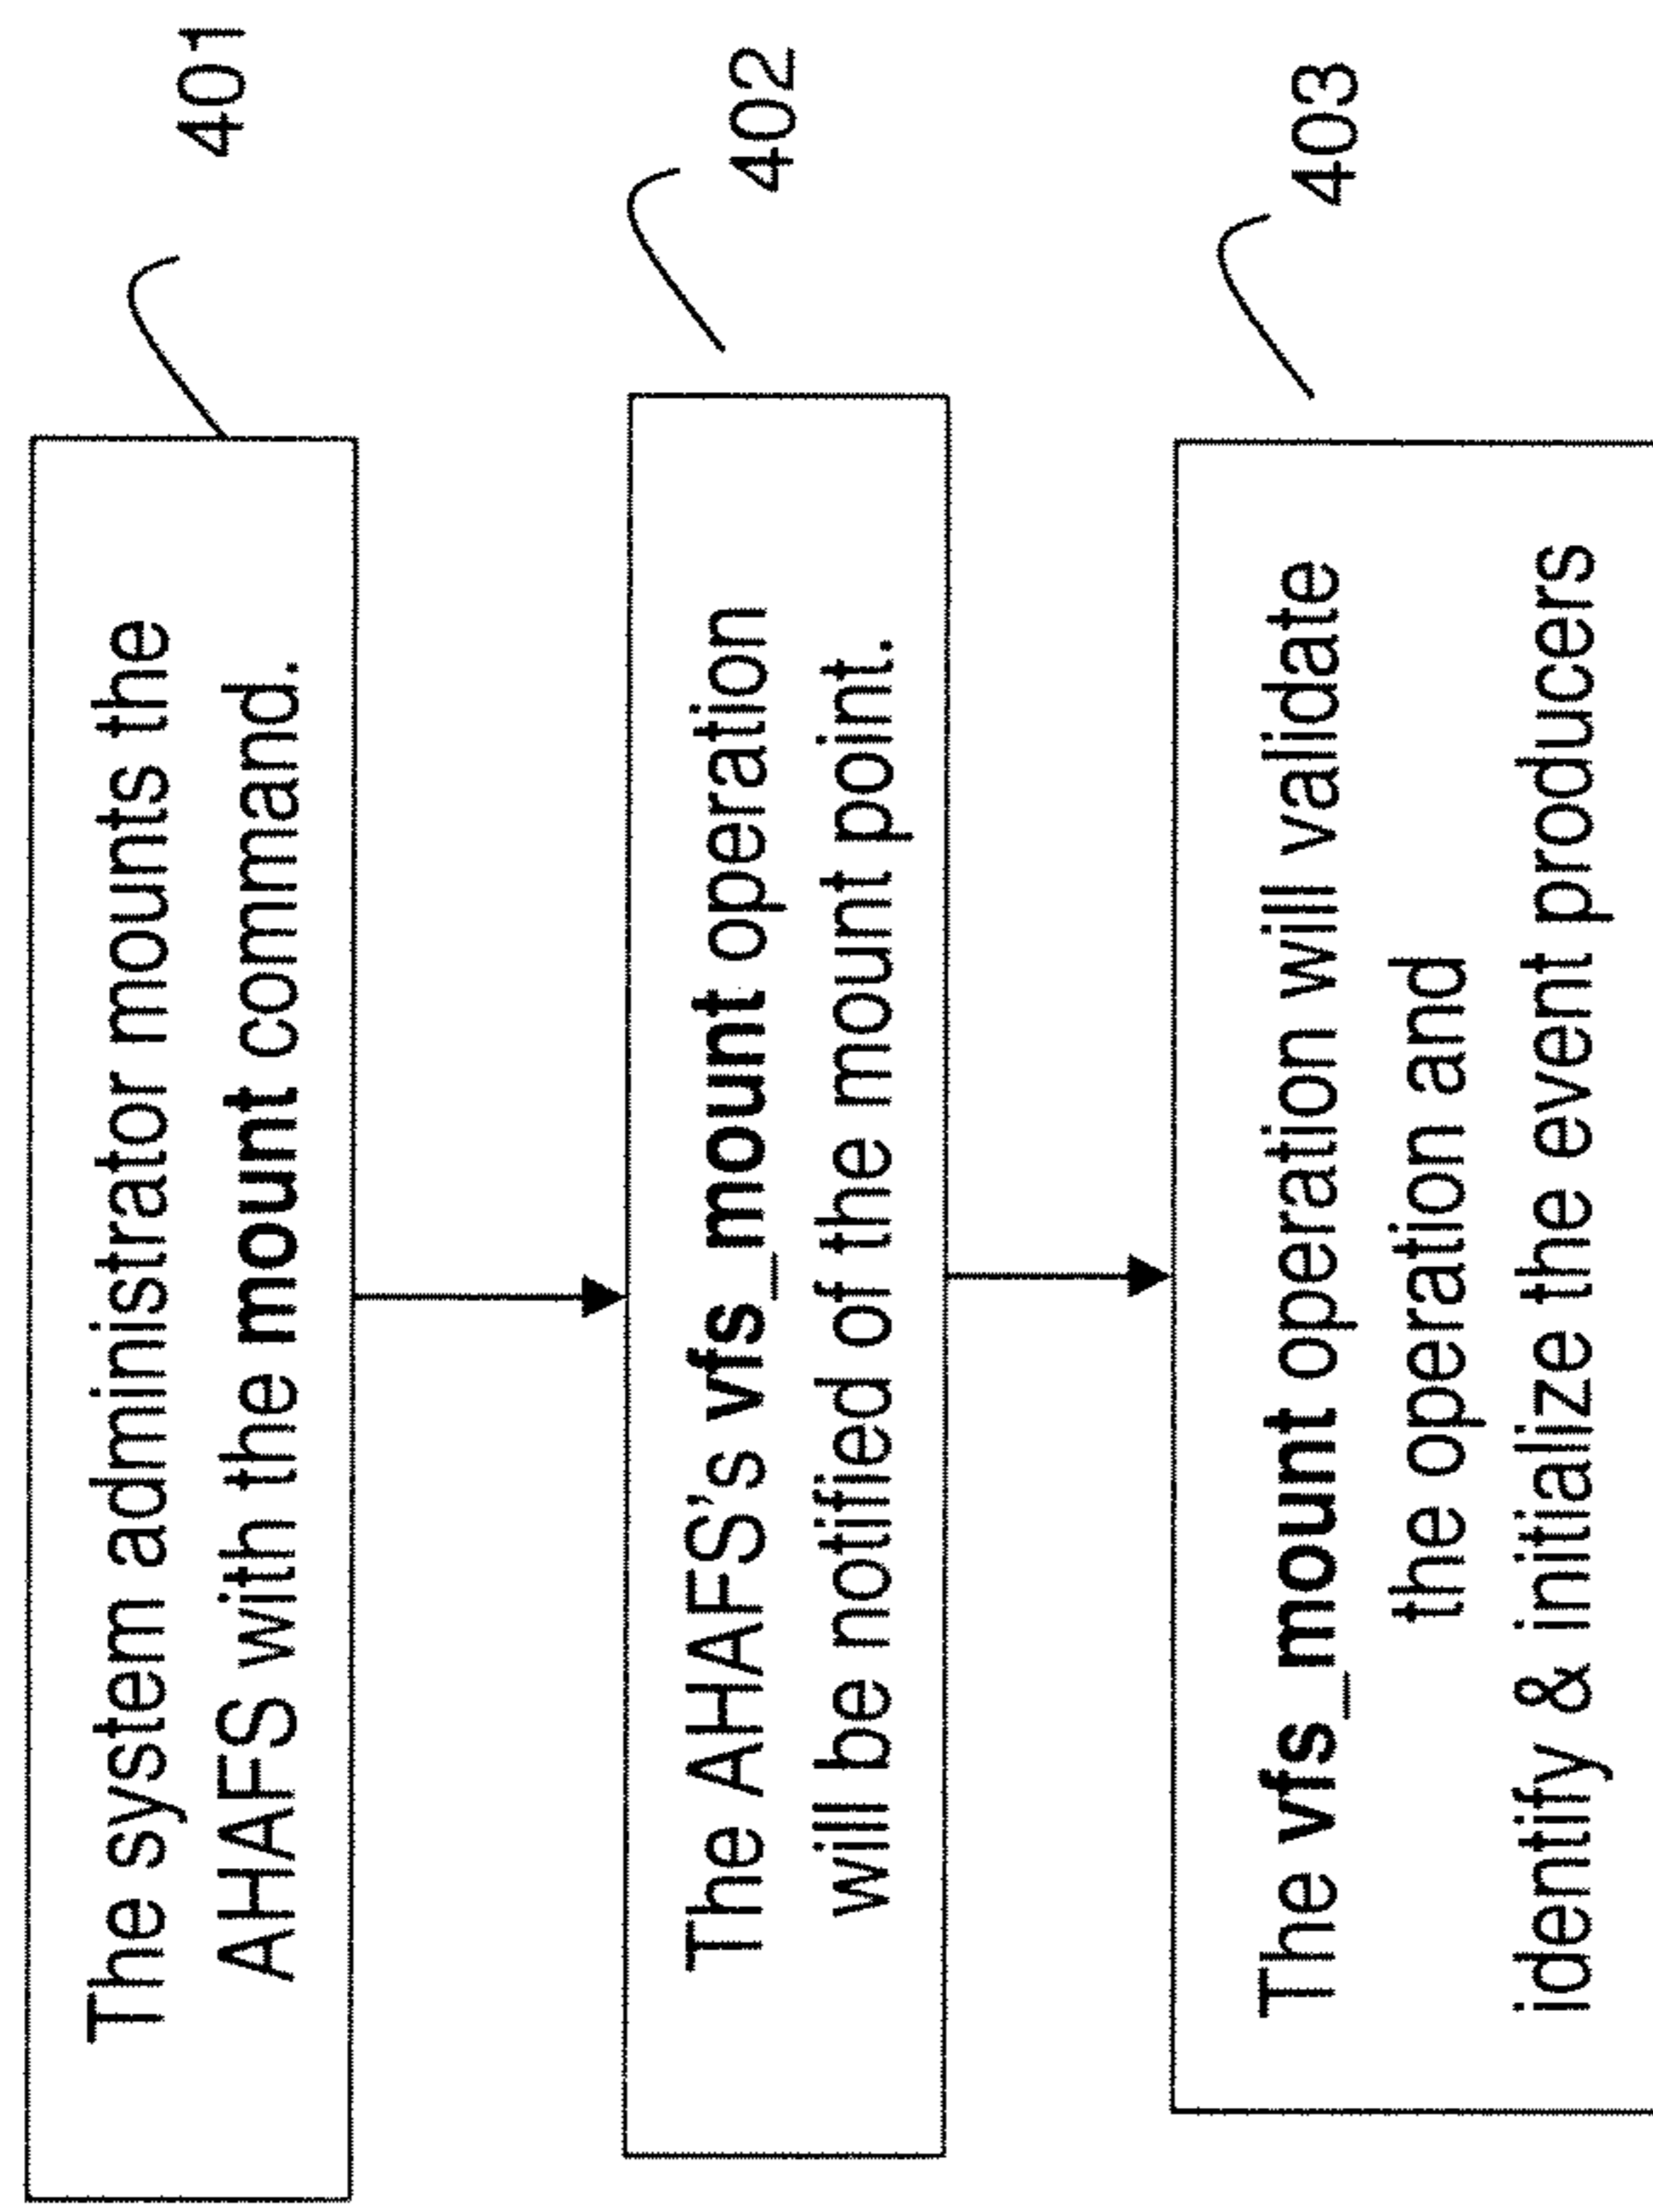 The system administrator mounts the
AHAFS with the mount command.
401
The AHAFS's vfs_mount operation
will be notified of the mount point.
402
The vfs_mount operation will validate
the operation and
identify & initialize the event producers
403